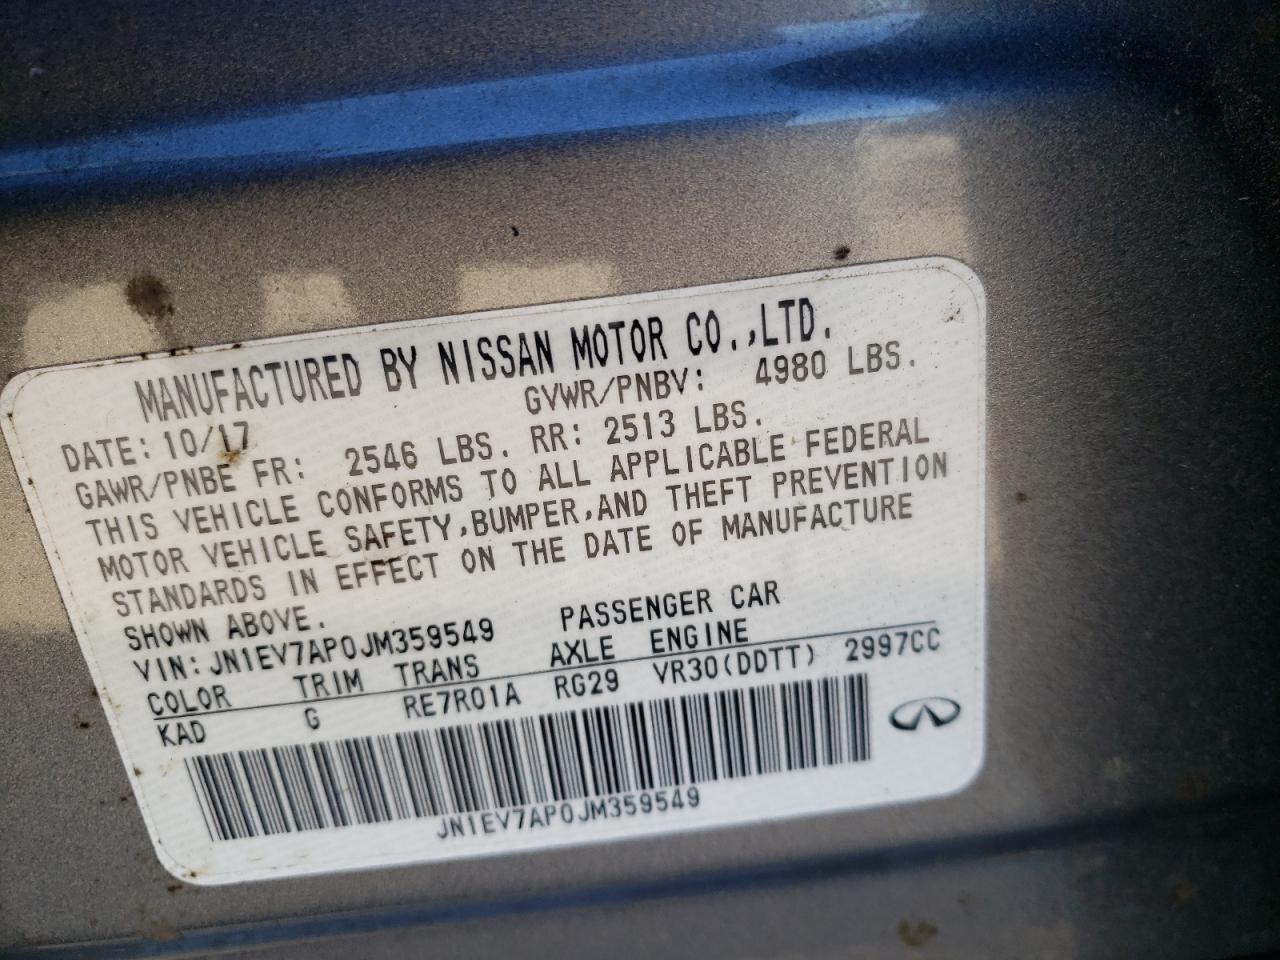 MANUFACTURED BY NISSAN MOTOR CO.,LTD.
DATE: 10/17 GVWR/PNBV: 4980 LBS.
GAWR/PNBE FR: 2546 LBS. RR: 2513 LBS.
THIS VEHICLE CONFORMS TO ALL APPLICABLE FEDERAL
MOTOR VEHICLE SAFETY,BUMPER,AND THEFT PREVENTION
STANDARDS IN EFFECT ON THE DATE OF MANUFACTURE
SHOWN ABOVE.
VIN: JN1EV7AP0JM359549 PASSENGER CAR
COLOR TRIM TRANS AXLE ENGINE
KAD G RE7R01A RG29 VR30(DDTT) 2997CC
JN1EV7AP0JM359549